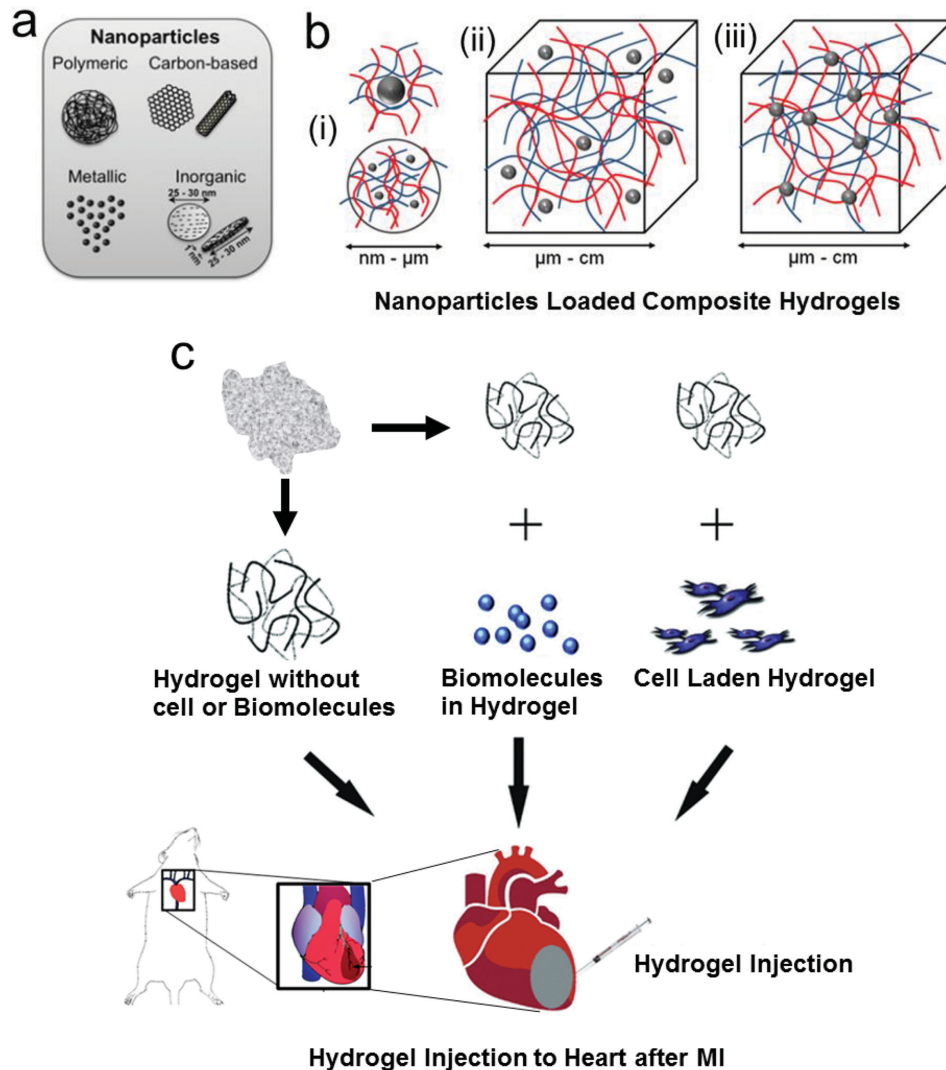 a
Nanoparticles
Polymeric Carbon-based
Metallic Inorganic
25 - 30 nm
1 nm
25 - 30 nm
b
(i)
(ii)
(iii)
nm - μm
μm - cm
μm - cm
Nanoparticles Loaded Composite Hydrogels
c
+
+
Hydrogel without
cell or Biomolecules
Biomolecules
in Hydrogel
Cell Laden Hydrogel
Hydrogel Injection
Hydrogel Injection to Heart after MI